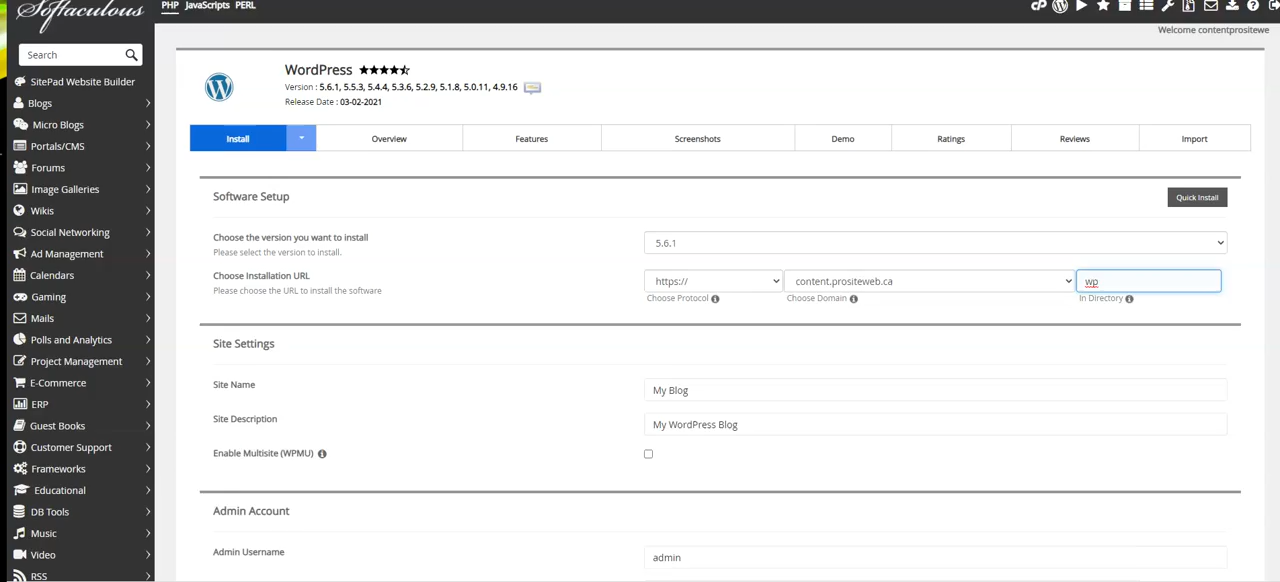 Softaculous
PHP JavaScripts PERL
Welcome contentprositewe
Search
SitePad Website Builder
Blogs
Micro Blogs
Portals/CMS
Forums
Image Galleries
Wikis
Social Networking
Ad Management
Calendars
Gaming
Mails
Polls and Analytics
Project Management
E-Commerce
ERP
Guest Books
Customer Support
Frameworks
Educational
DB Tools
Music
Video
RSS
WordPress
Version : 5.6.1, 5.5.3, 5.4.4, 5.3.6, 5.2.9, 5.1.8, 5.0.11, 4.9.16
Release Date : 03-02-2021
Install Overview Features Screenshots Demo Ratings Reviews Import
Software Setup
Quick Install
Choose the version you want to install
Please select the version to install.
5.6.1
Choose Installation URL
Please choose the URL to install the software
https:// content.prositeweb.ca wp
Choose Protocol Choose Domain In Directory
Site Settings
Site Name
My Blog
Site Description
My WordPress Blog
Enable Multisite (WPMU)
Admin Account
Admin Username
admin